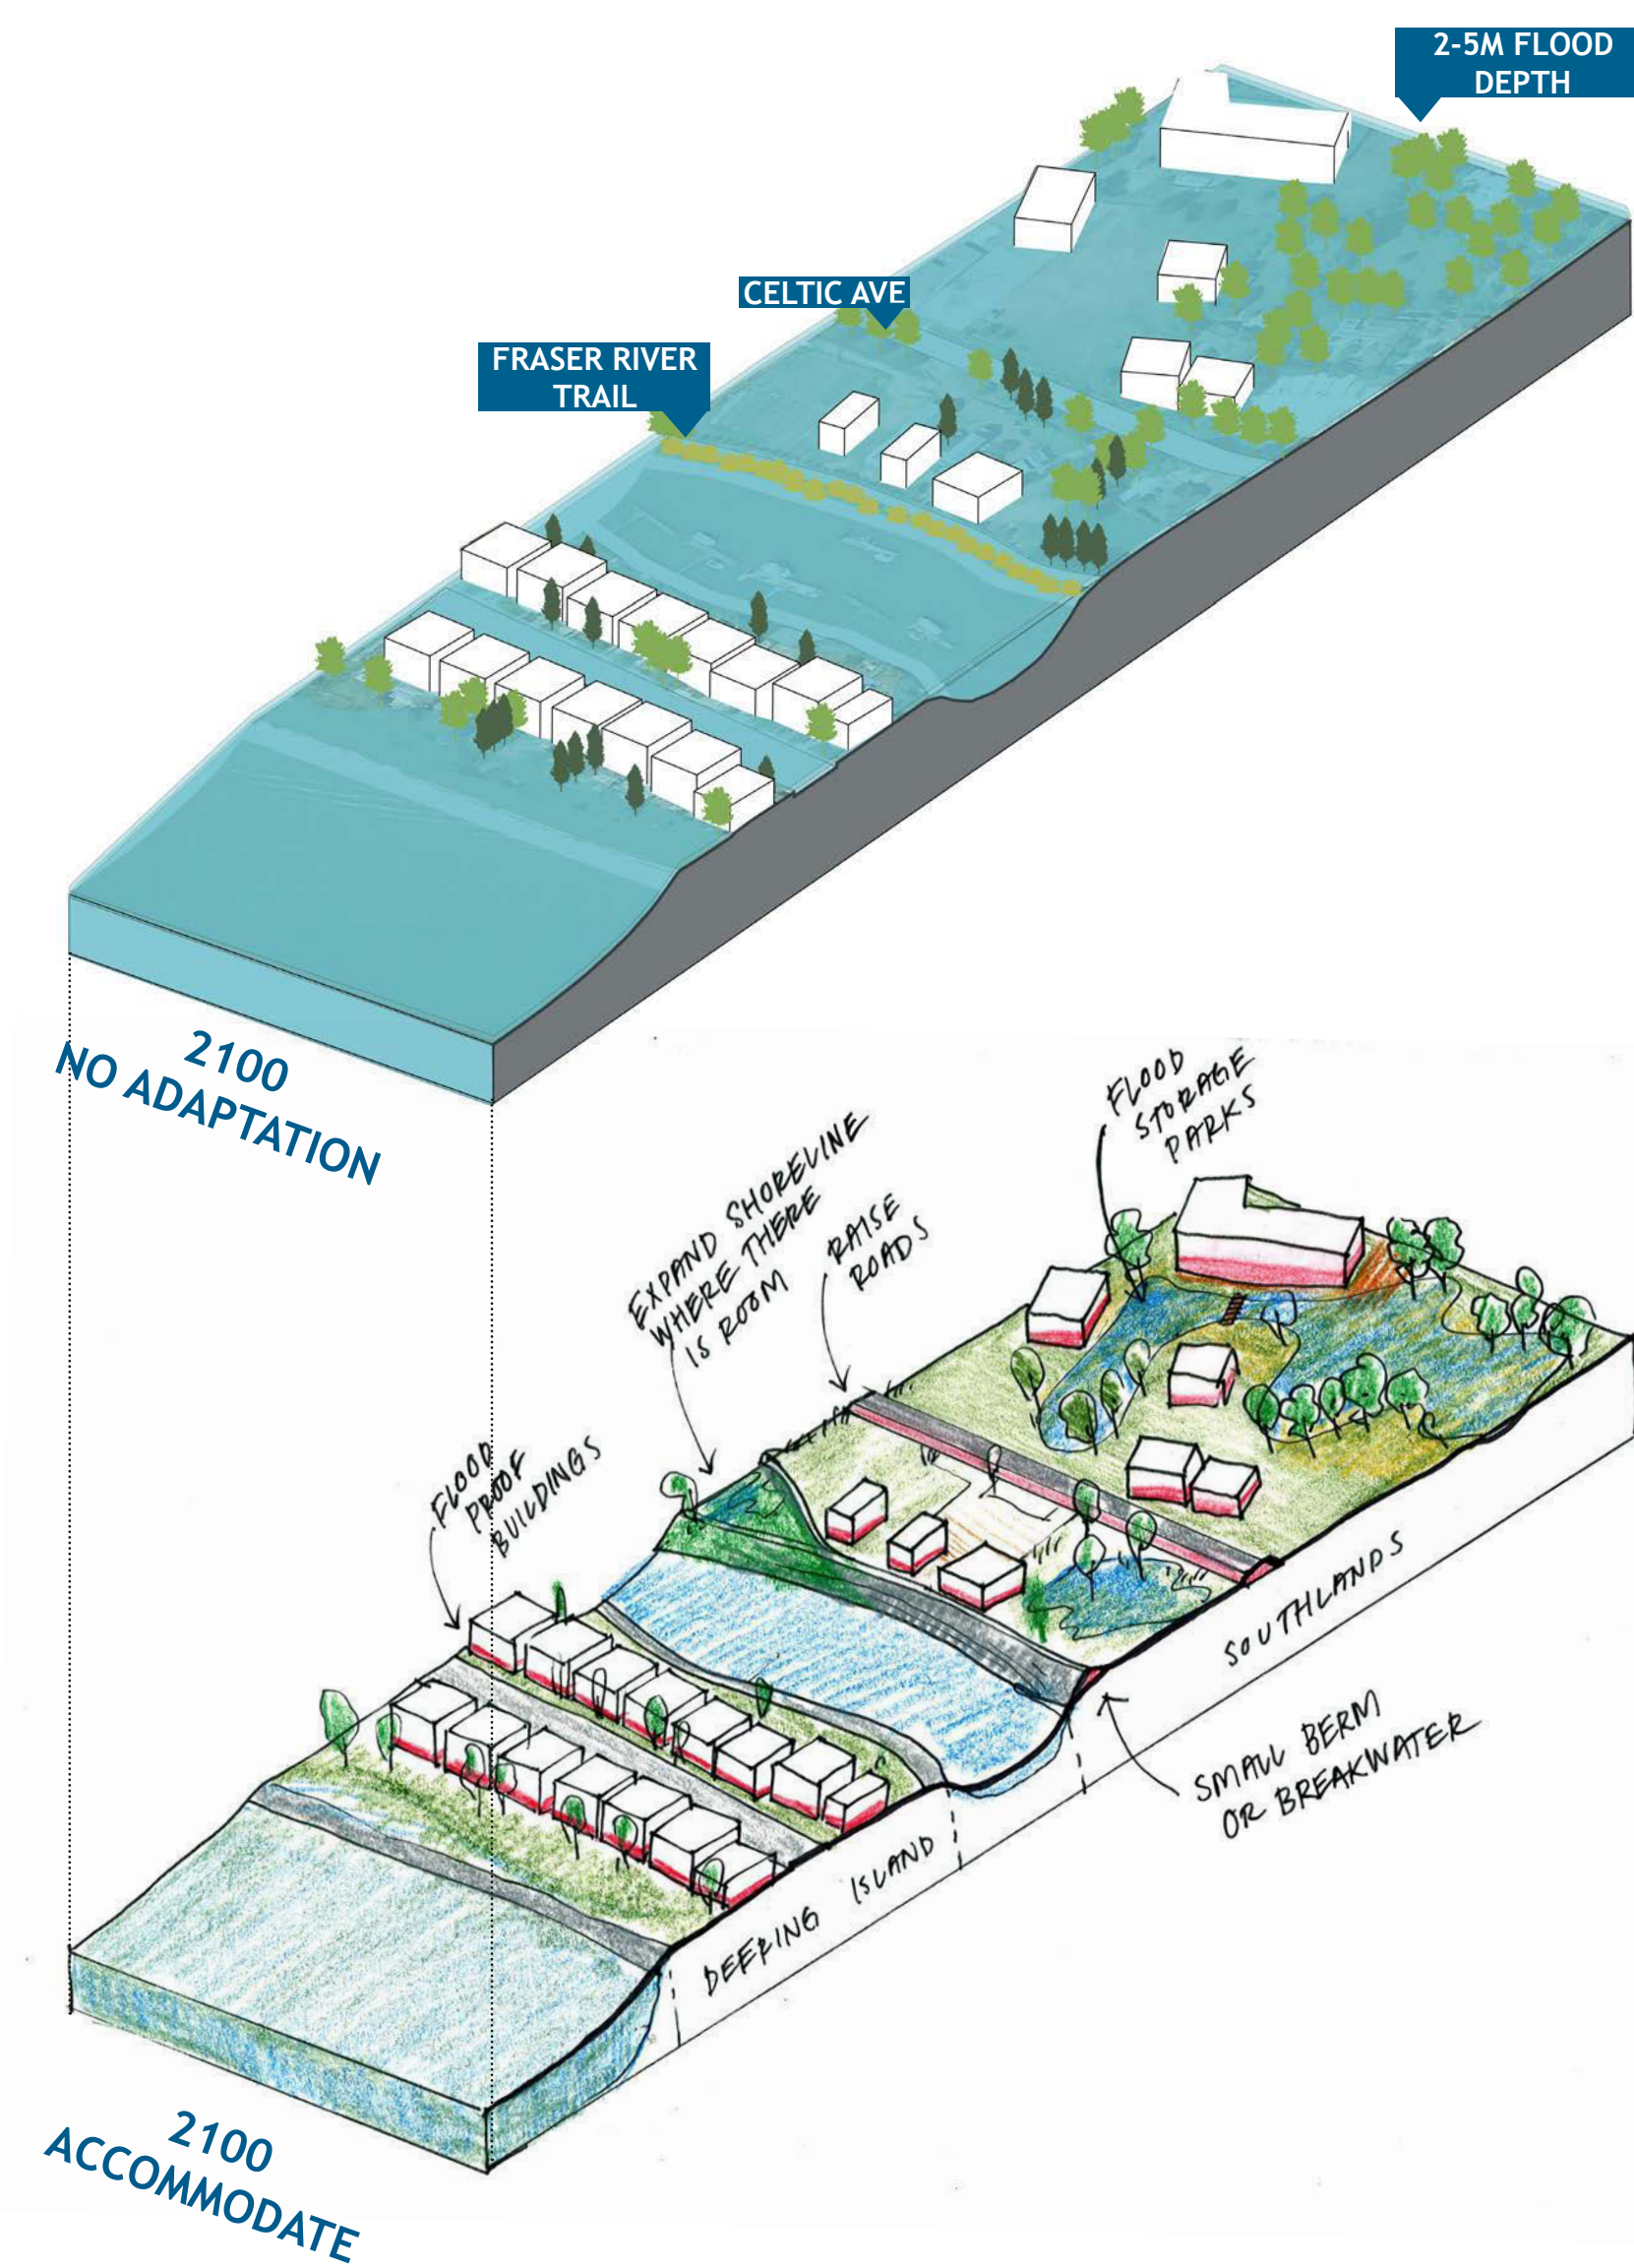 2-5M FLOOD
DEPTH
CELTIC AVE
FRASER RIVER
TRAIL
2100
NO ADAPTATION
FLOOD
STORAGE
PARKS
EXPAND SHORELINE
WHERE THERE
IS ROOM
RAISE
ROADS
FLOOD
PROOF
BUILDINGS
SOUTHLANDS
SMALL BERM
OR BREAKWATER
DEERING ISLAND
2100
ACCOMMODATE